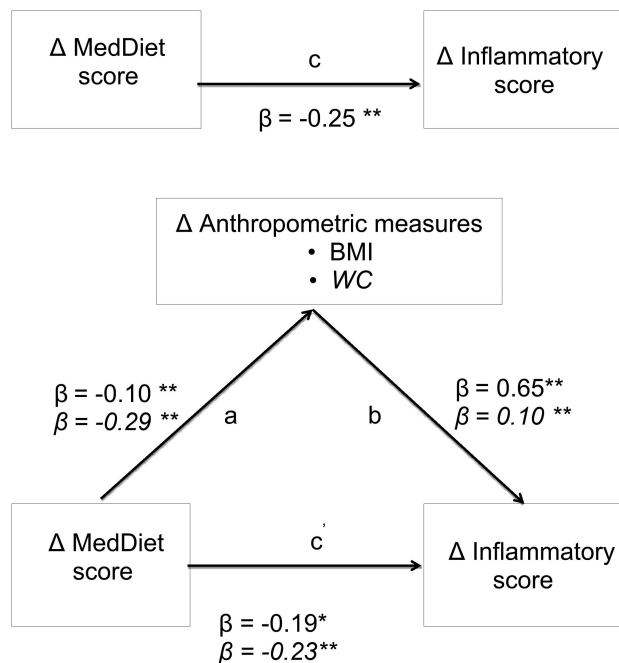 Δ MedDiet
score
c
Δ Inflammatory
score
β = -0.25 **
Δ Anthropometric measures
• BMI
• WC
β = -0.10 **
β = -0.29 **
a
b
β = 0.65**
β = 0.10 **
Δ MedDiet
score
c'
Δ Inflammatory
score
β = -0.19*
β = -0.23**